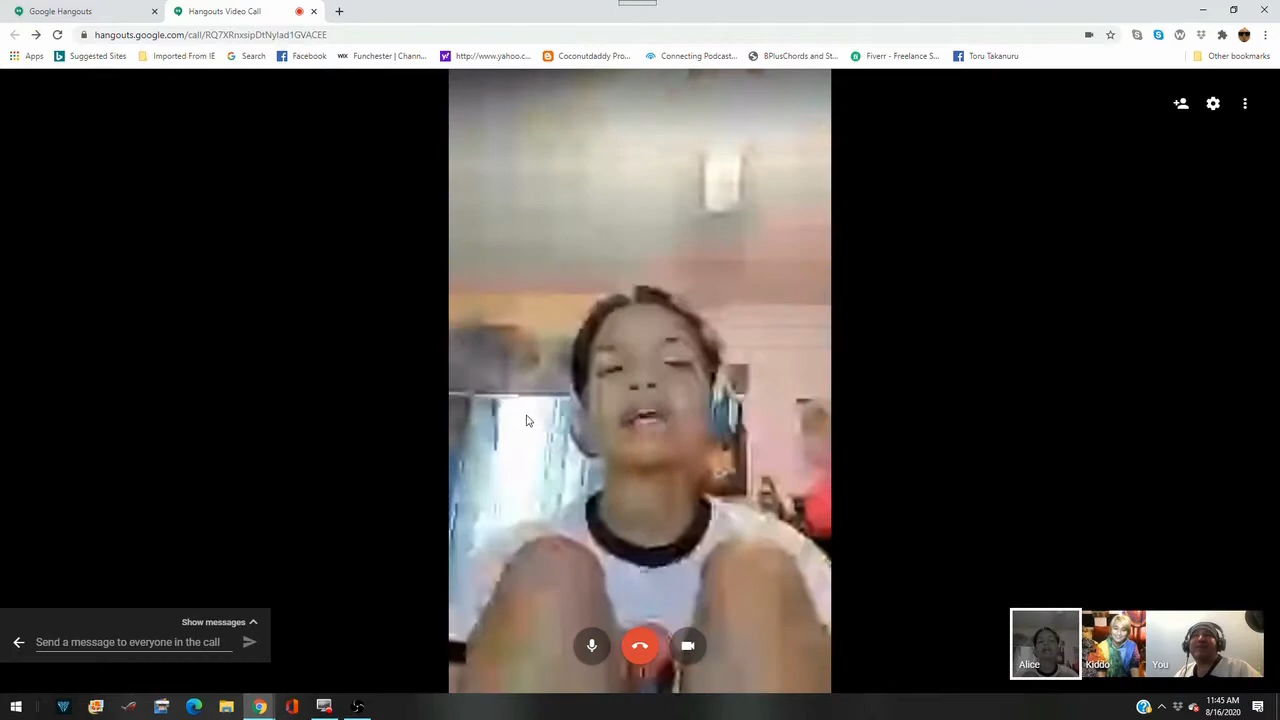 Google Hangouts
Hangouts Video Call
hangouts.google.com/call/RQ7XRnxsipDtNylad1GVACEE
Apps
Suggested Sites
Imported From IE
Search
Facebook
Funchester | Chann...
http://www.yahoo.c...
Coconutdaddy Pro...
Connecting Podcast...
BPlusChords and St...
Fiverr - Freelance S...
Toru Takanuru
Other bookmarks
Show messages
Send a message to everyone in the call
Alice
Kiddo
You
11:45 AM
8/16/2020